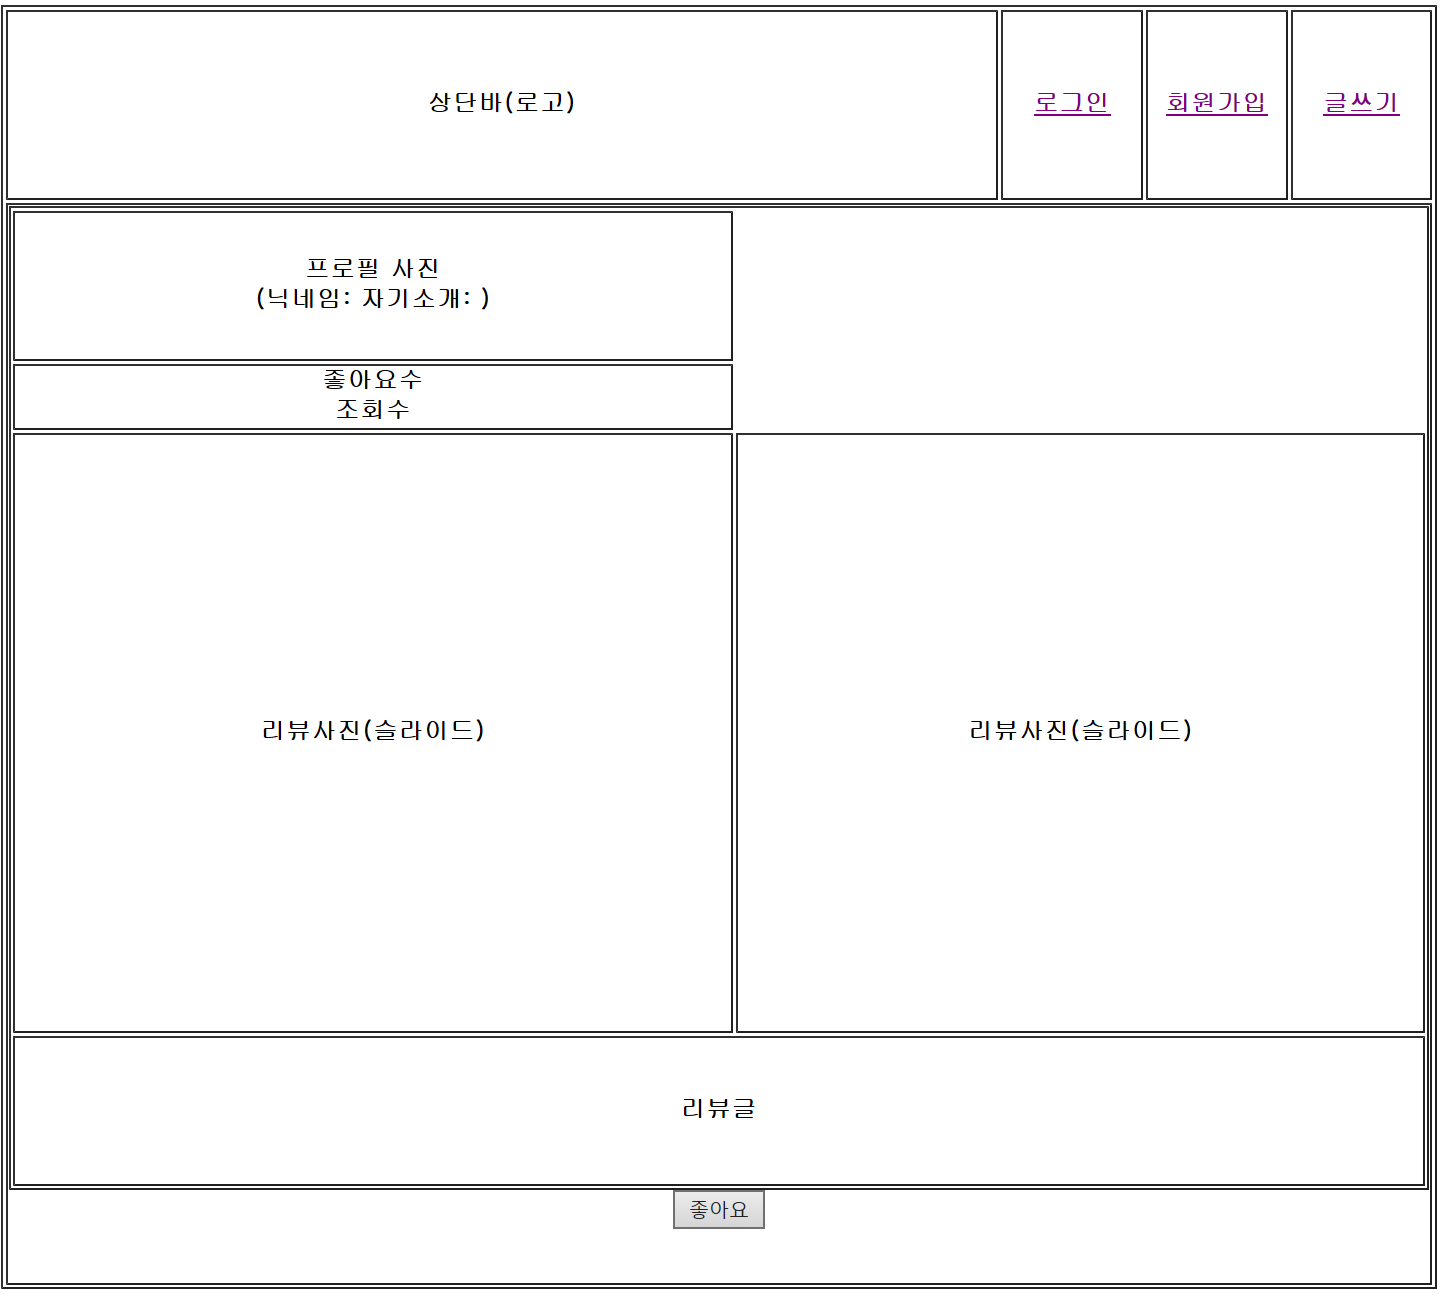 상단바(로고)
로그인
회원가입
글쓰기
프로필 사진
(닉네임: 자기소개: )
좋아요수
조회수
리뷰사진(슬라이드)
리뷰사진(슬라이드)
리뷰글
좋아요